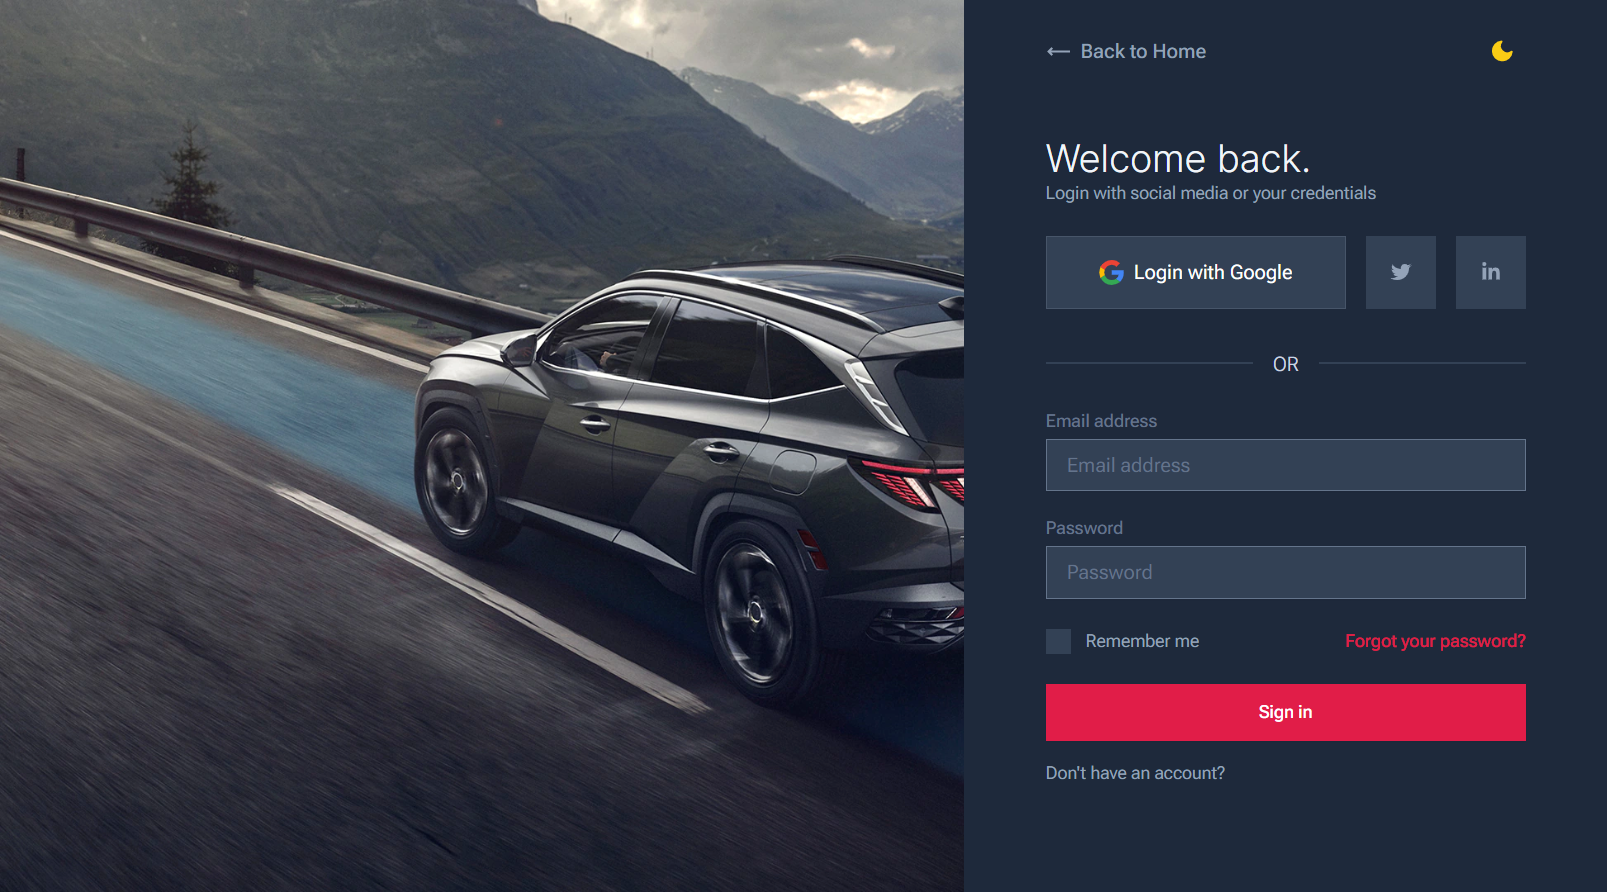 Back to Home
Welcome back.
Login with social media or your credentials
Login with Google
in
OR
Email address
Email address
Password
Password
Remember me
Forgot your password?
Sign in
Don't have an account?